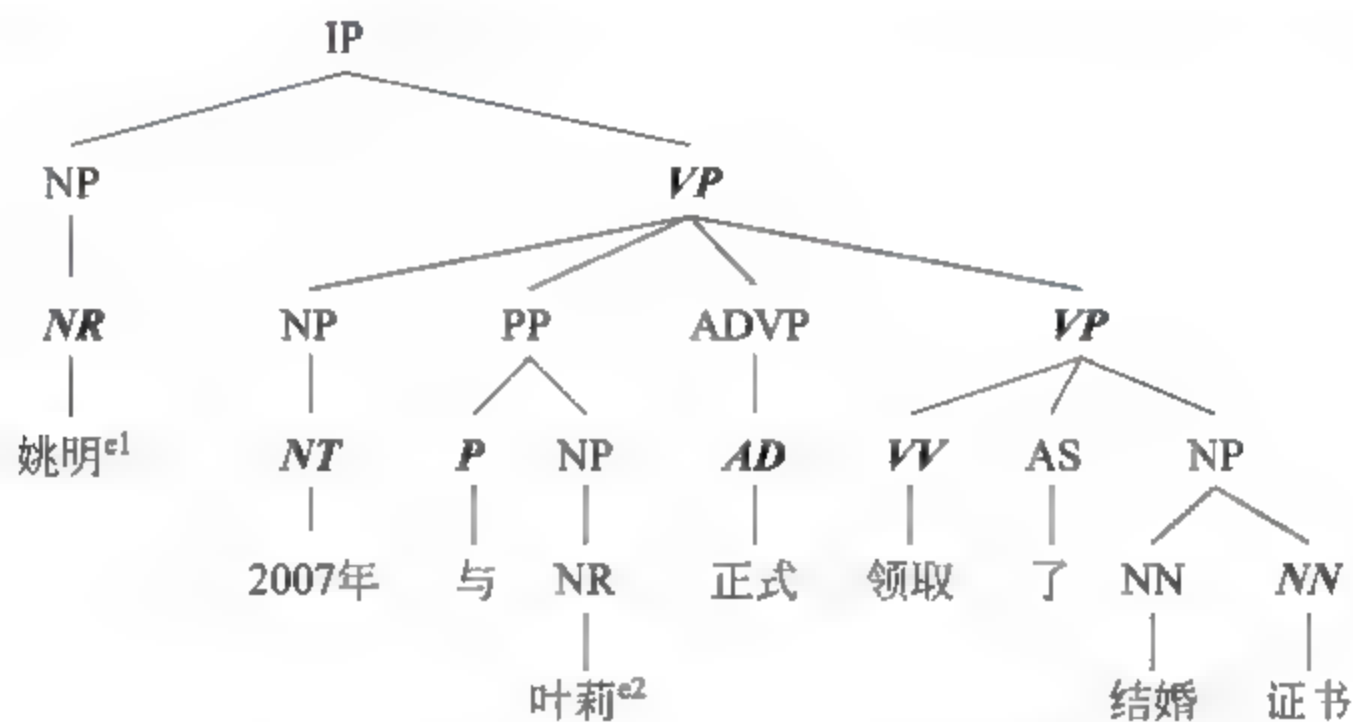 IP
NP VP
NR NP PP ADVP VP
姚明e1 NT P NP AD VV AS NP
2007年 与 NR 正式 领取 了 NN NN
叶莉e2 结婚 证书